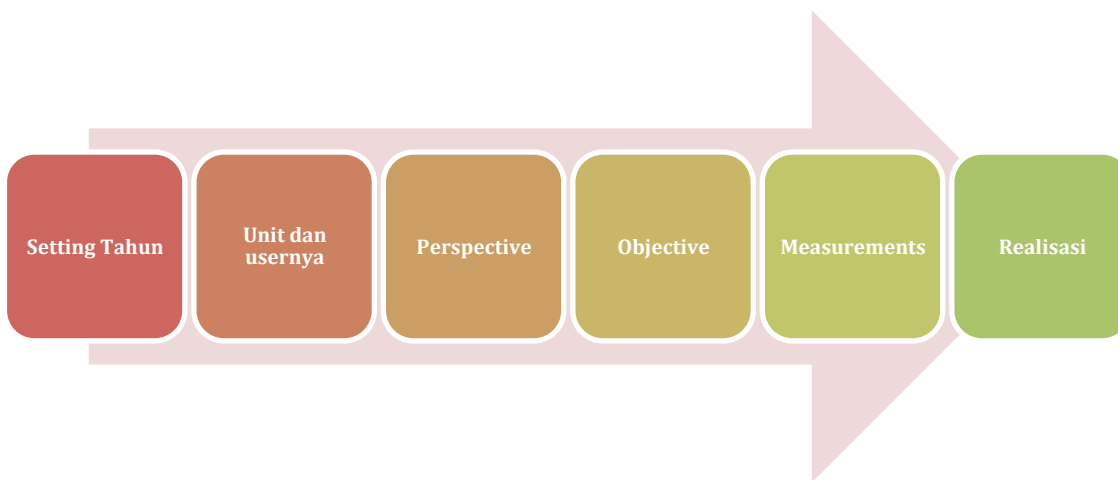 Setting Tahun
Unit dan
usernya
Perspective
Objective
Measurements
Realisasi